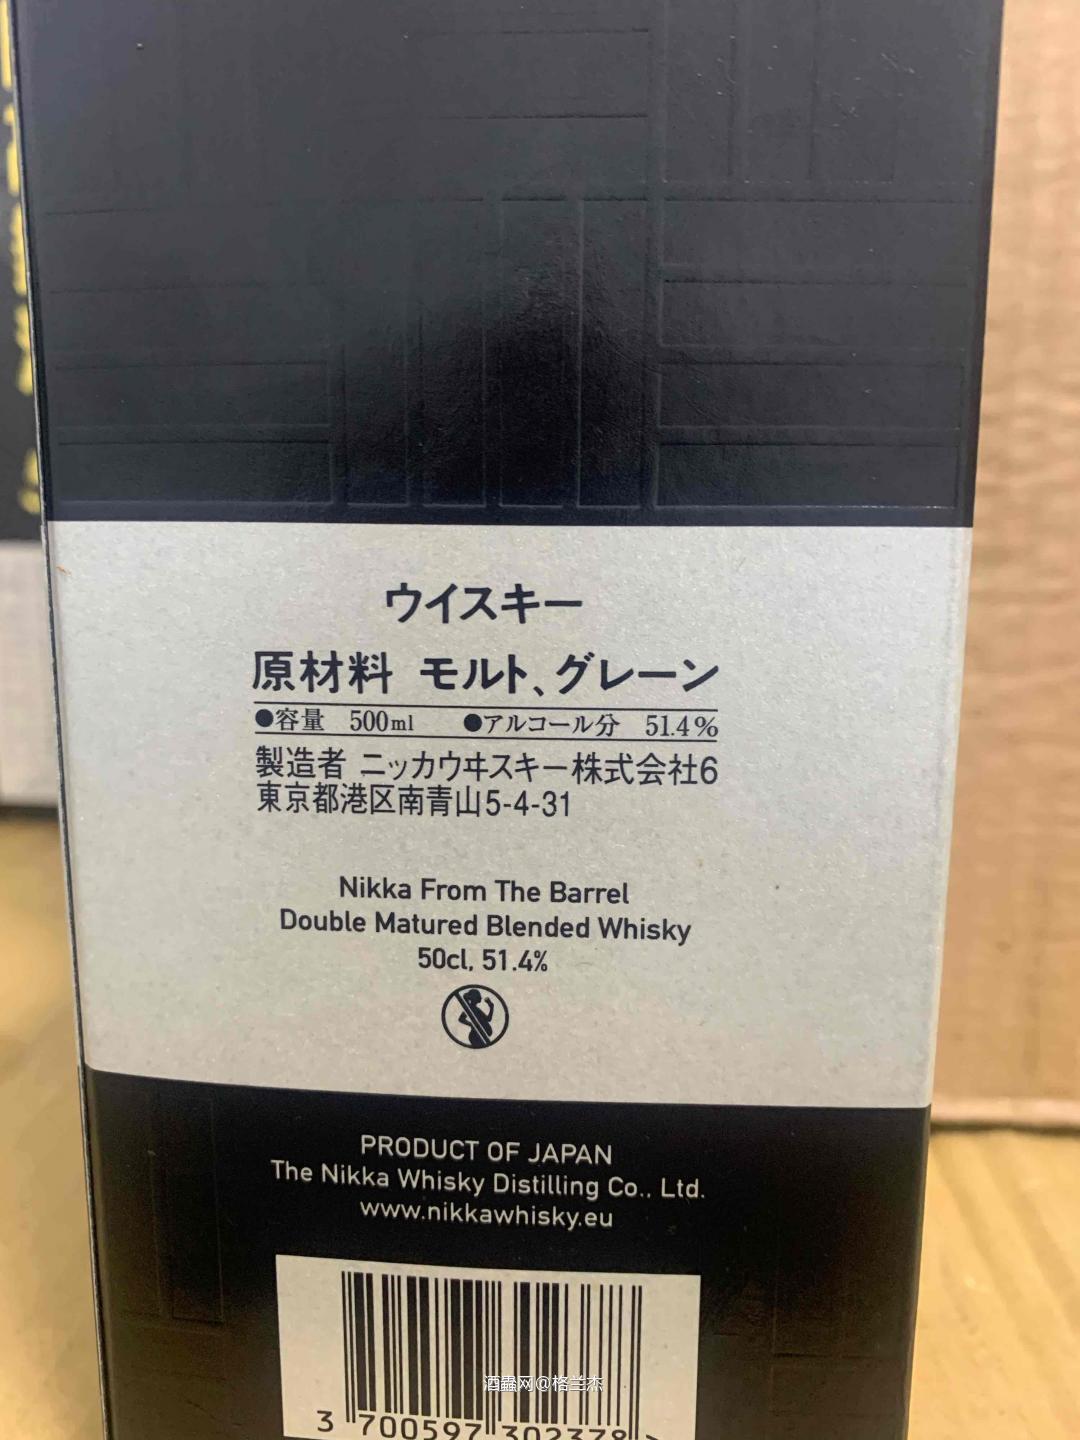 ウイスキー
原材料 モルト、グレーン
●容量 500ml ●アルコール分 51.4%
製造者 ニッカウヰスキー株式会社6
東京都港区南青山5-4-31
Nikka From The Barrel
Double Matured Blended Whisky
50cl, 51.4%
PRODUCT OF JAPAN
The Nikka Whisky Distilling Co., Ltd.
www.nikkawhisky.eu
酒蟲网@格兰杰
3 700597 302378 >